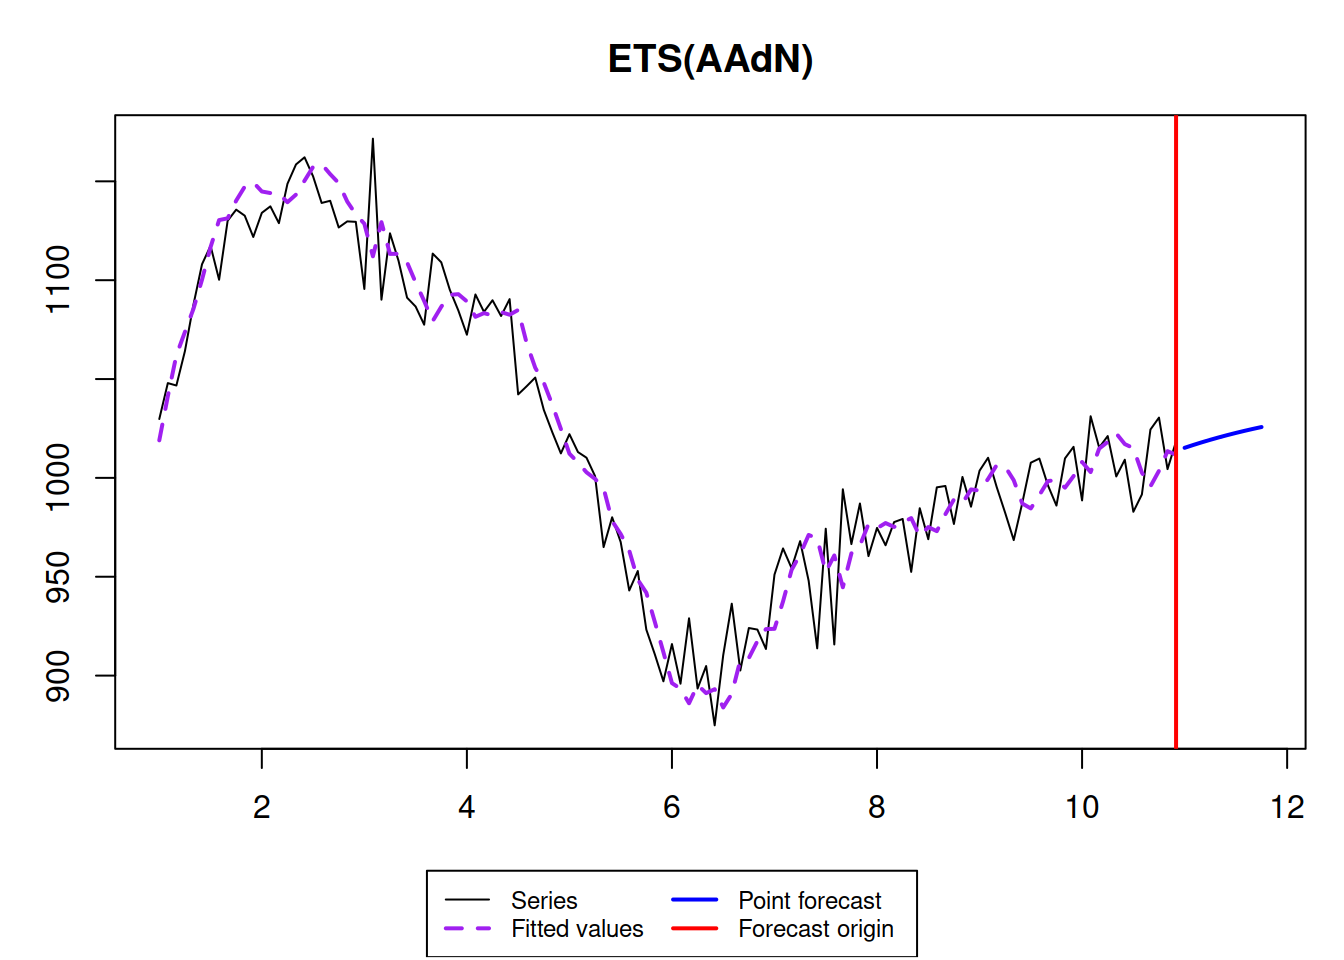 ETS(AAdN)
1100
1000
950
900
2
4
6
8
10
12
Series
Point forecast
Fitted values
Forecast origin